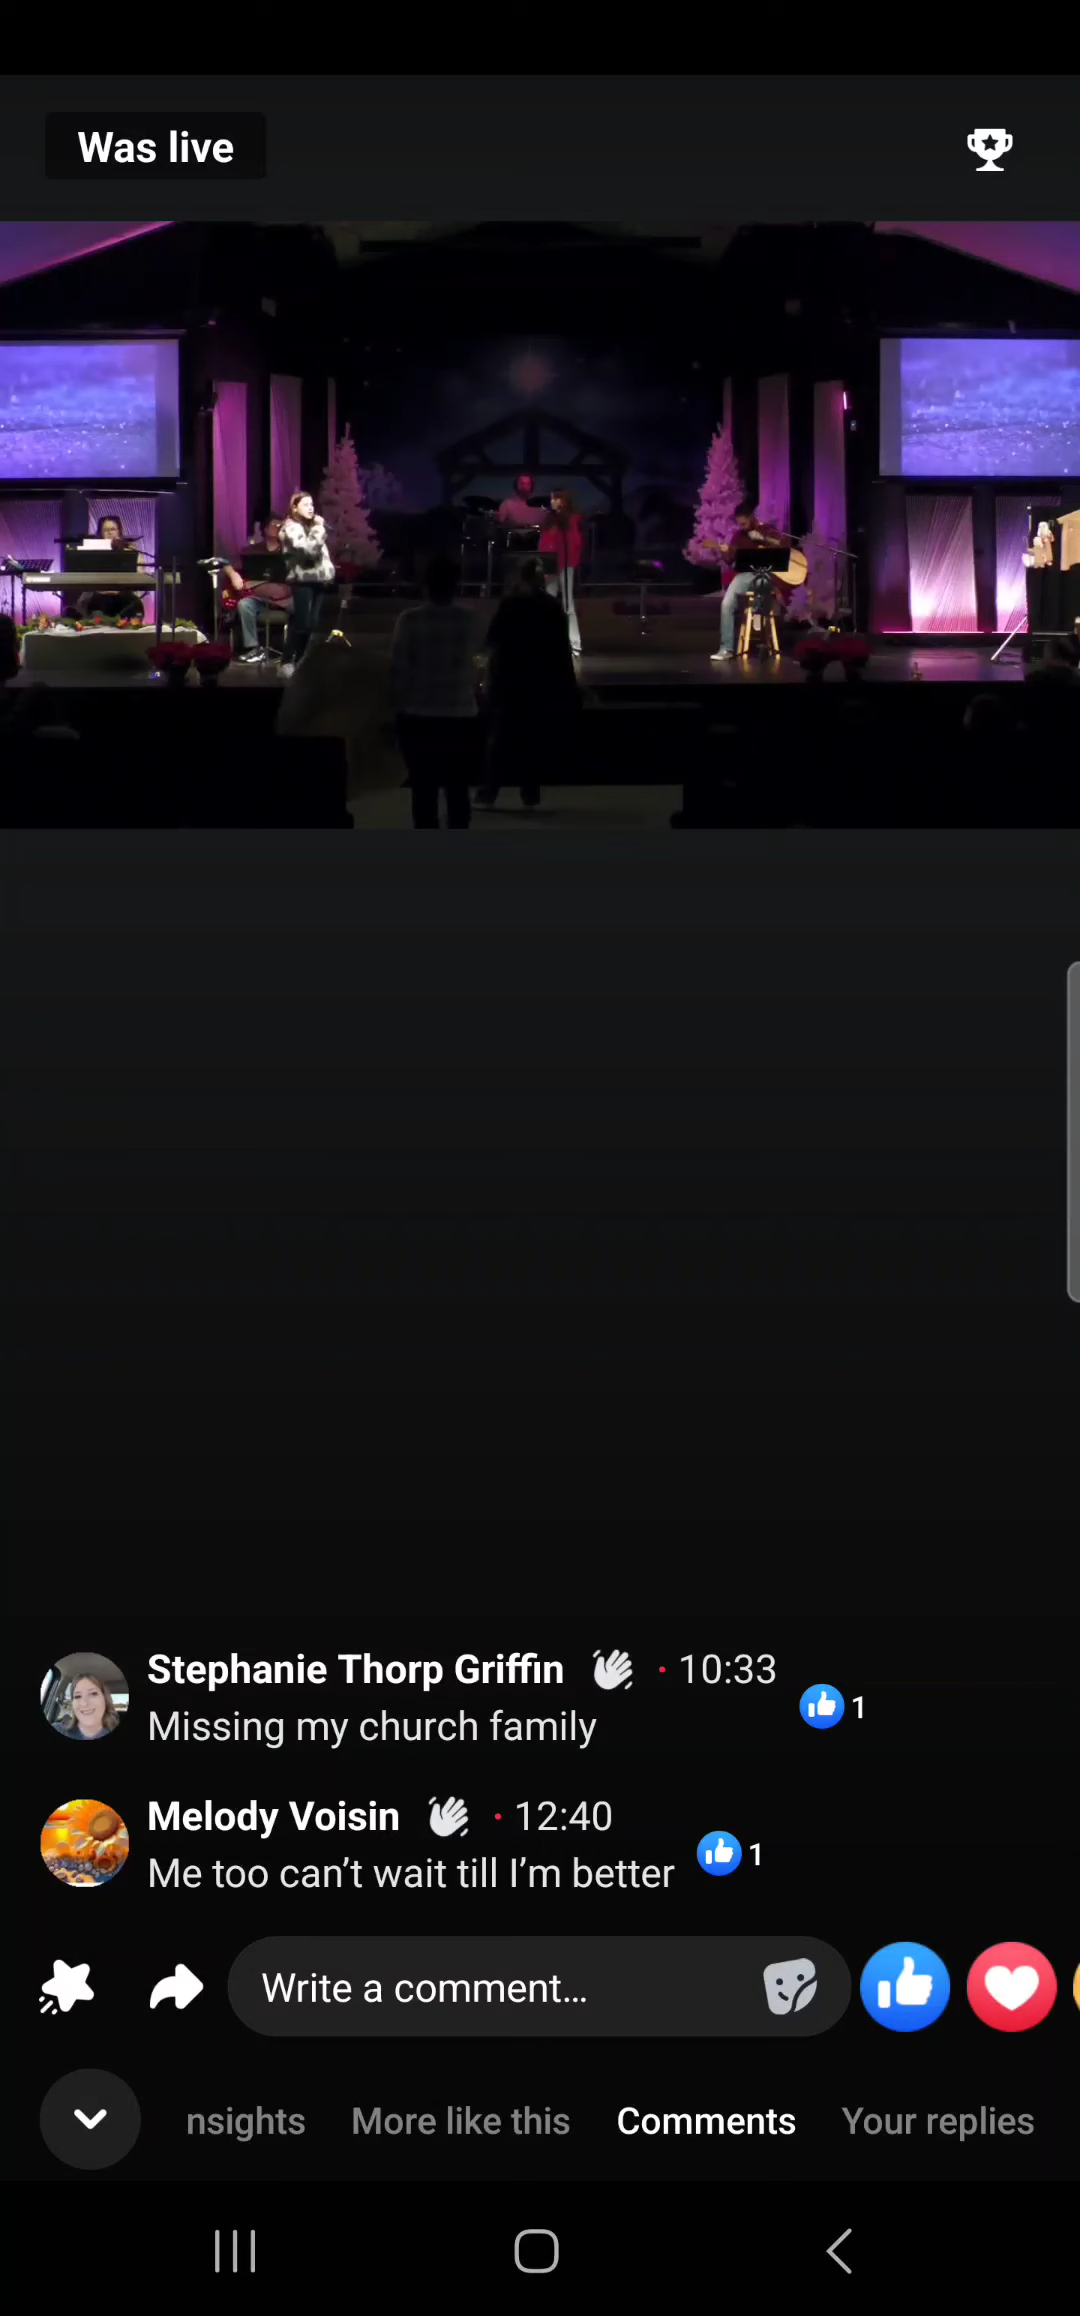 Was live
Stephanie Thorp Griffin · 10:33
Missing my church family
1
Melody Voisin · 12:40
Me too can’t wait till I’m better
1
Write a comment...
nsights More like this Comments Your replies